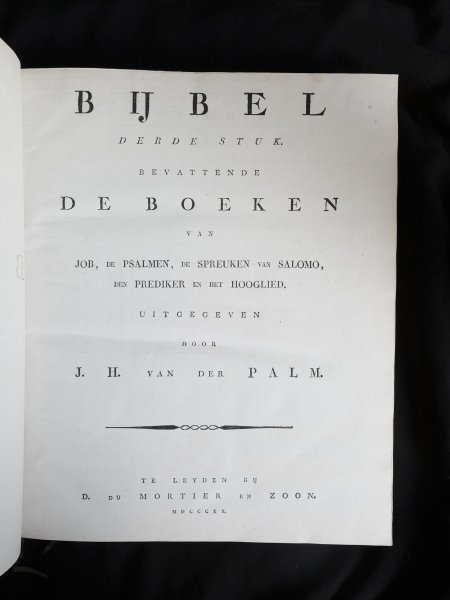 BIJBEL
DERDE STUK.
BEVATTENDE
DE BOEKEN
VAN
JOB, DE PSALMEN, DE SPREUKEN VAN SALOMO,
DEN PREDIKER EN HET HOOGLIED.
UITGEGEVEN
DOOR
J. H. VAN DER PALM.
TE LEYDEN BIJ
D. DU MORTIER EN ZOON.
MDCCCXX.